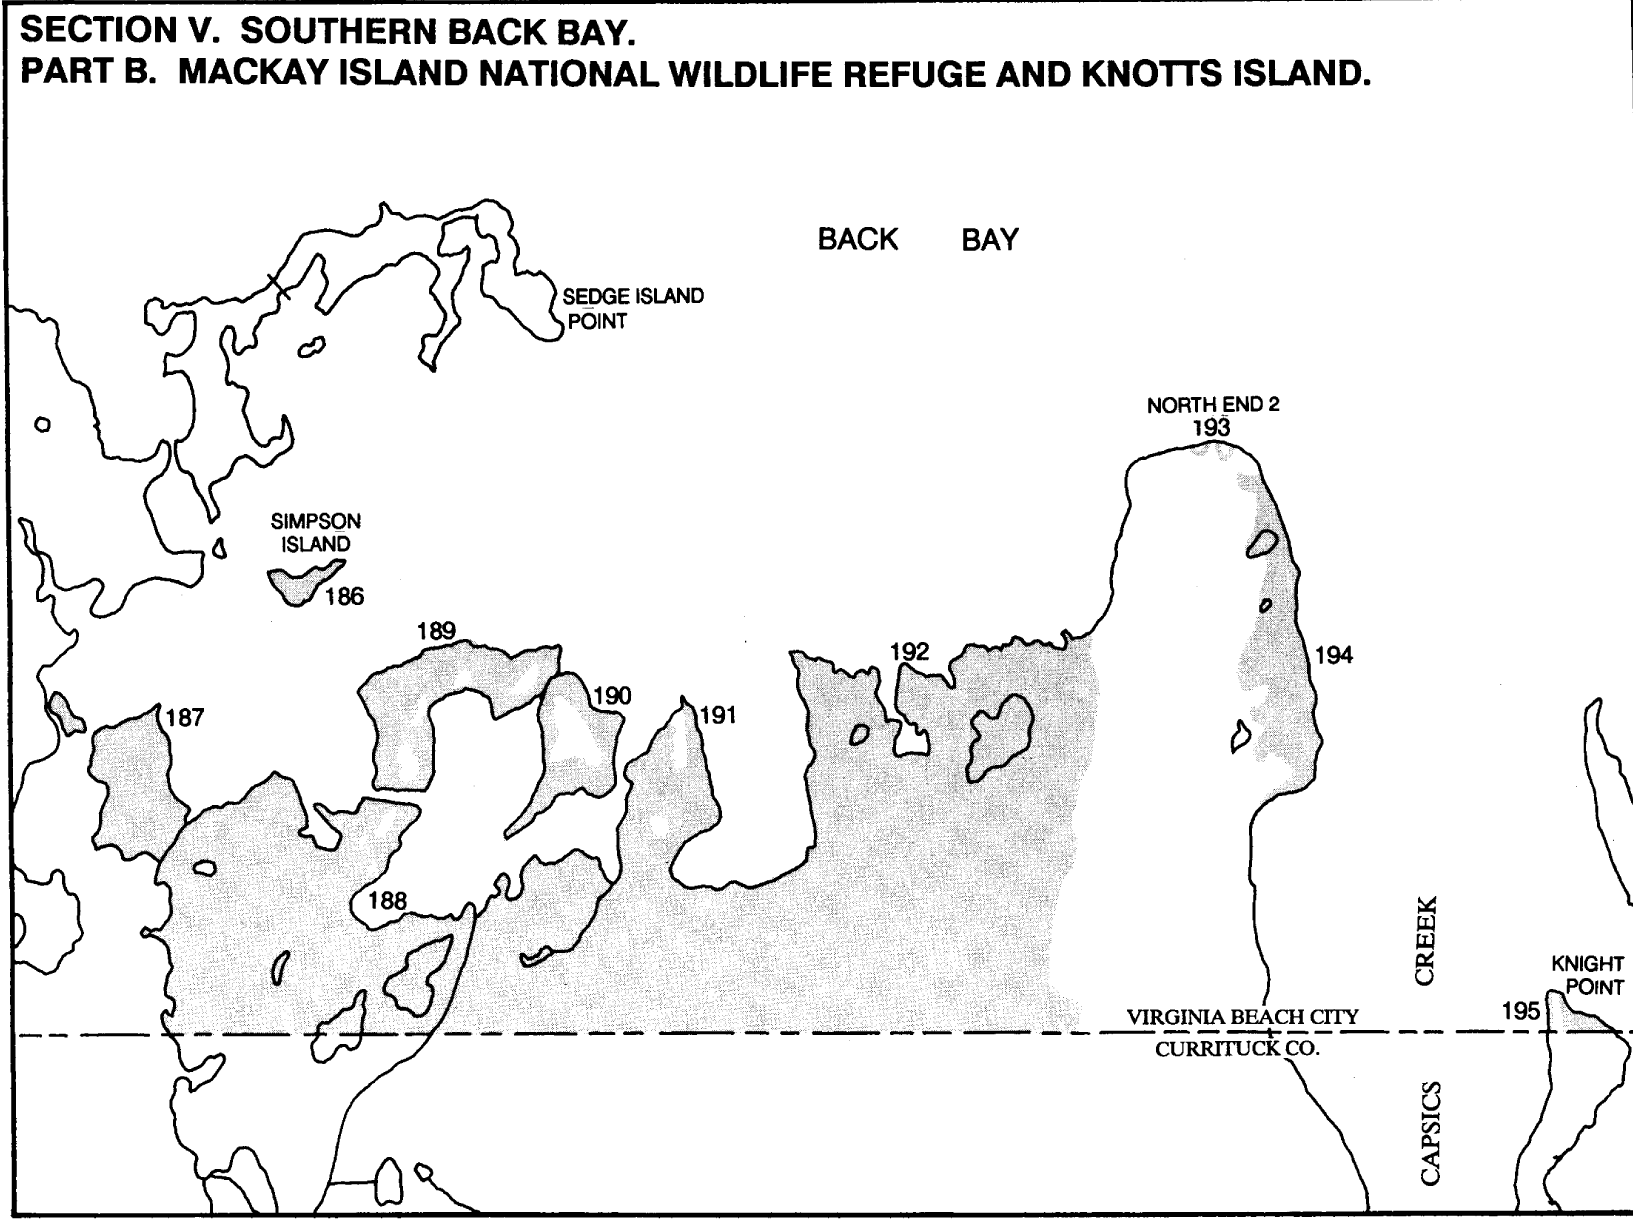 SECTION V. SOUTHERN BACK BAY.
PART B. MACKAY ISLAND NATIONAL WILDLIFE REFUGE AND KNOTTS ISLAND.
BACK BAY
SEDGE ISLAND
POINT
NORTH END 2
193
SIMPSON
ISLAND
186
189
192
194
190
187
191
188
CREEK
KNIGHT
POINT
195
VIRGINIA BEACH CITY
CURRITUCK CO.
CAPSICS